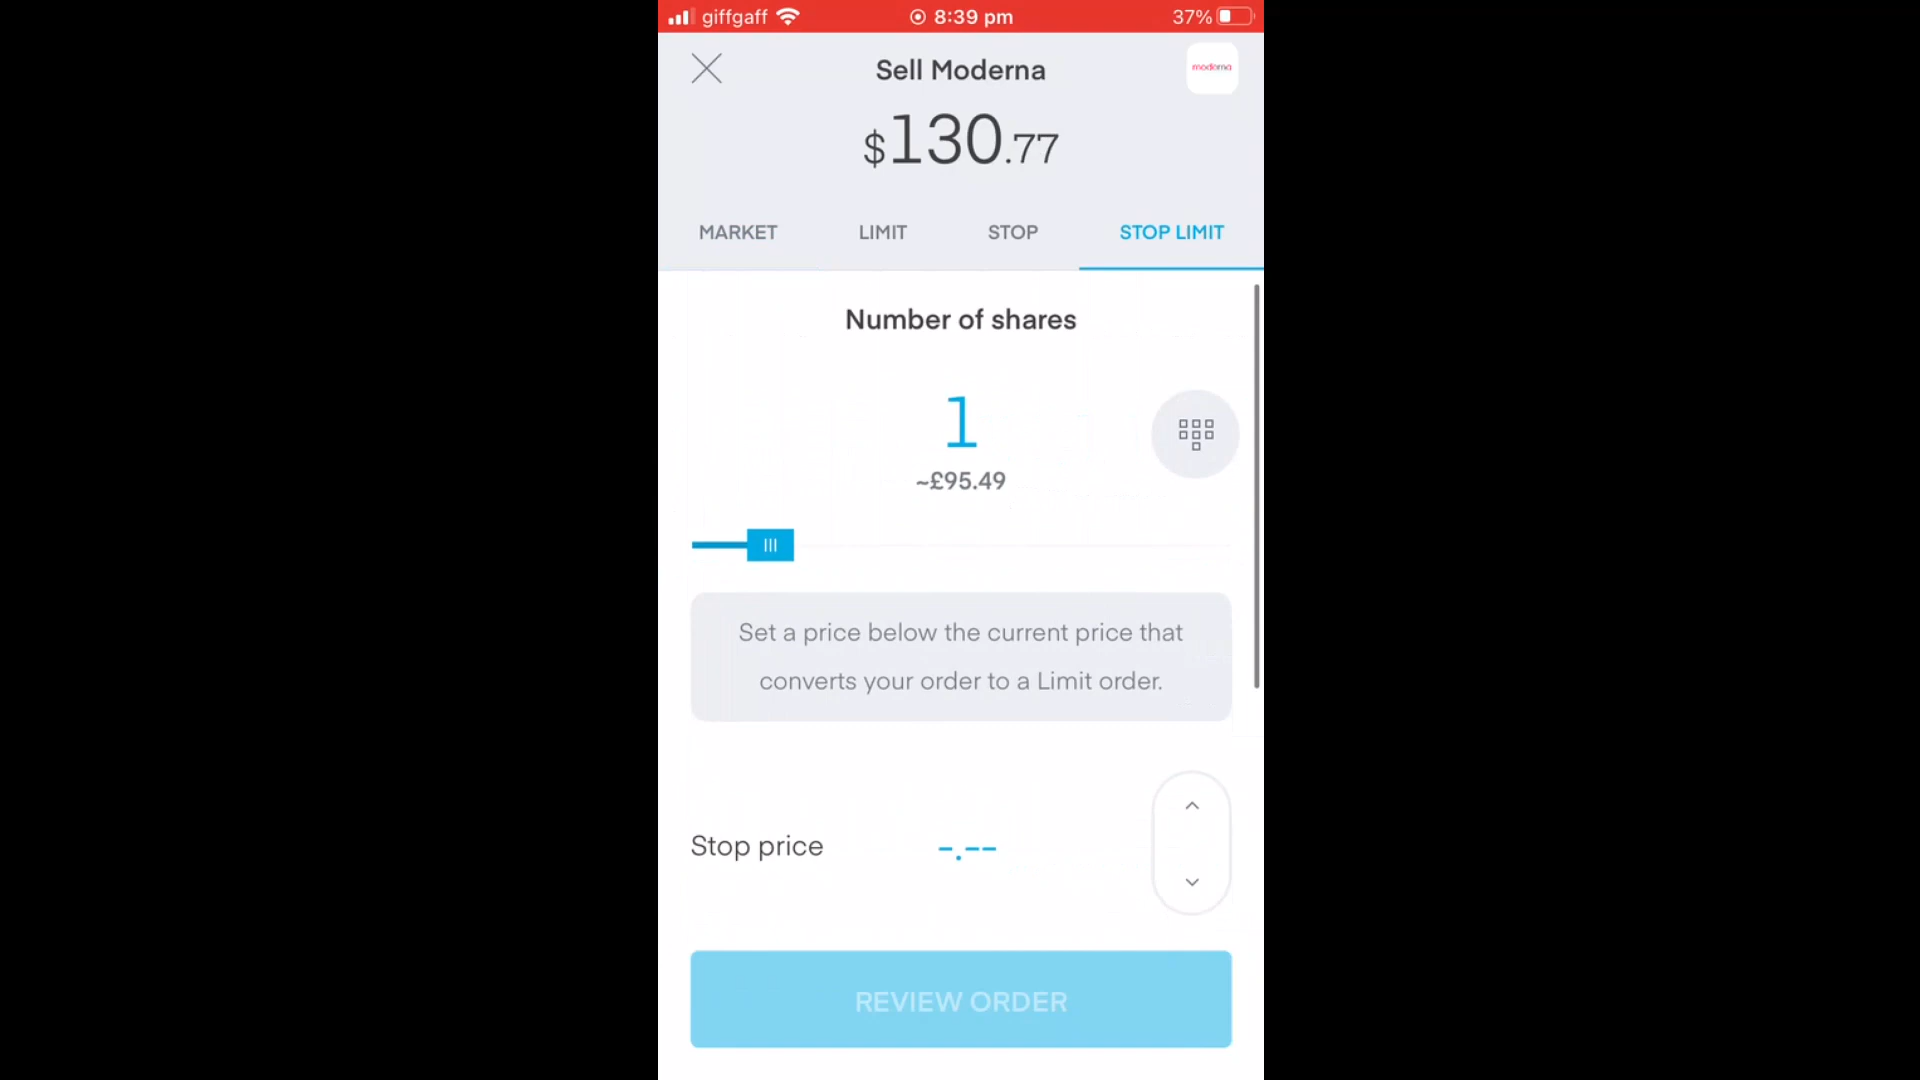 giffgaff 8:39 pm 37%
Sell Moderna
moderna
$130.77
MARKET LIMIT STOP STOP LIMIT
Number of shares
1
~£95.49
Set a price below the current price that
converts your order to a Limit order.
Stop price -.--
REVIEW ORDER